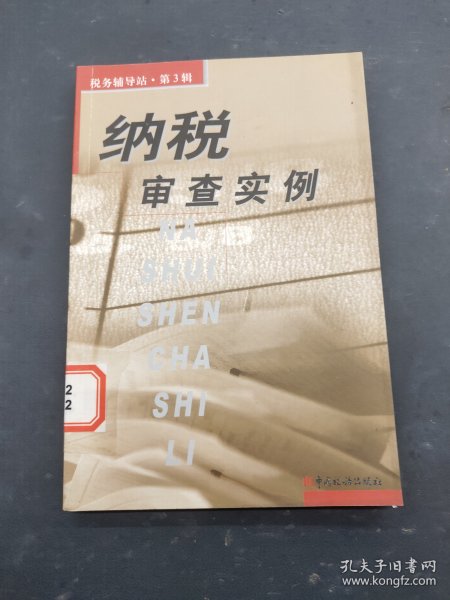 税务辅导站·第3辑
纳税
审查实例
NA
SHUI
SHEN
CHA
SHI
LI
2
2
中国税务出版社
孔夫子旧书网
www.kongfz.com